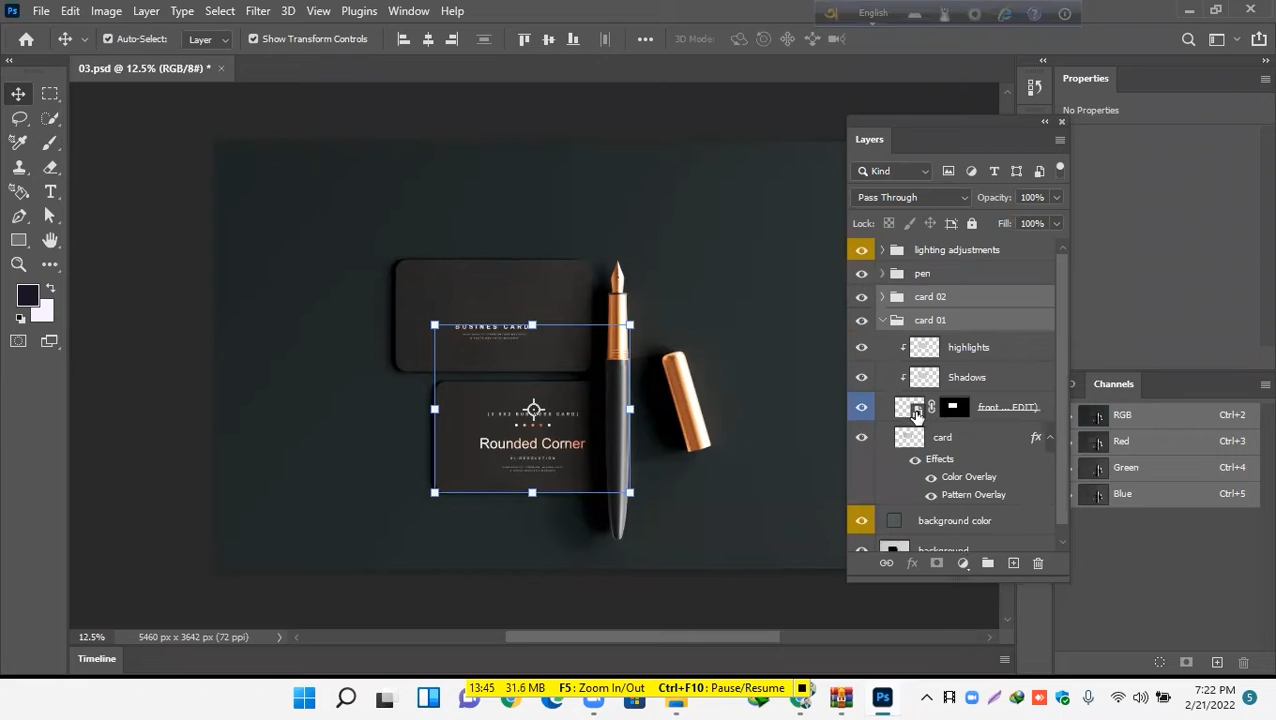 File Edit Image Layer Type Select Filter 3D View Plugins Window Help
English
Auto-Select: Layer Show Transform Controls 3D Mode:
03.psd @ 12.5% (RGB/8#) * ×
Layers
Kind
Pass Through Opacity: 100%
Lock: Fill: 100%
lighting adjustments
pen
card 02
card 01
highlights
Shadows
front ... EDIT)
card fx
Effects
Color Overlay
Pattern Overlay
background color
background
Properties
No Properties
Channels
RGB Ctrl+2
Red Ctrl+3
Green Ctrl+4
Blue Ctrl+5
BUSINES CARD
Rounded Corner
HI-RESOLUTION
12.5% 5460 px x 3642 px (72 ppi)
Timeline
13:45 31.6 MB F5: Zoom In/Out Ctrl+F10: Pause/Resume
7:22 PM
2/21/2022
5